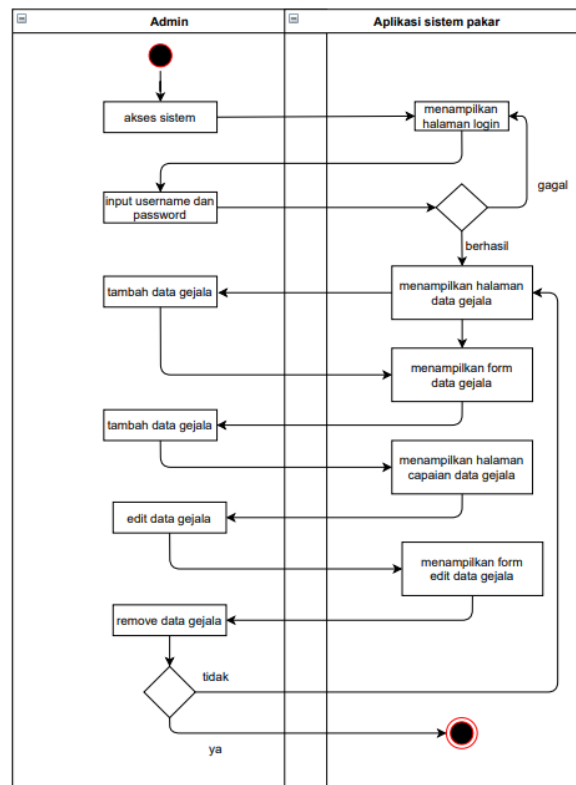 Admin
Aplikasi sistem pakar
akses sistem
menampilkan
halaman login
gagal
input username dan
password
berhasil
tambah data gejala
menampilkan halaman
data gejala
menampilkan form
data gejala
tambah data gejala
menampilkan halaman
capaian data gejala
edit data gejala
menampilkan form
edit data gejala
remove data gejala
tidak
ya